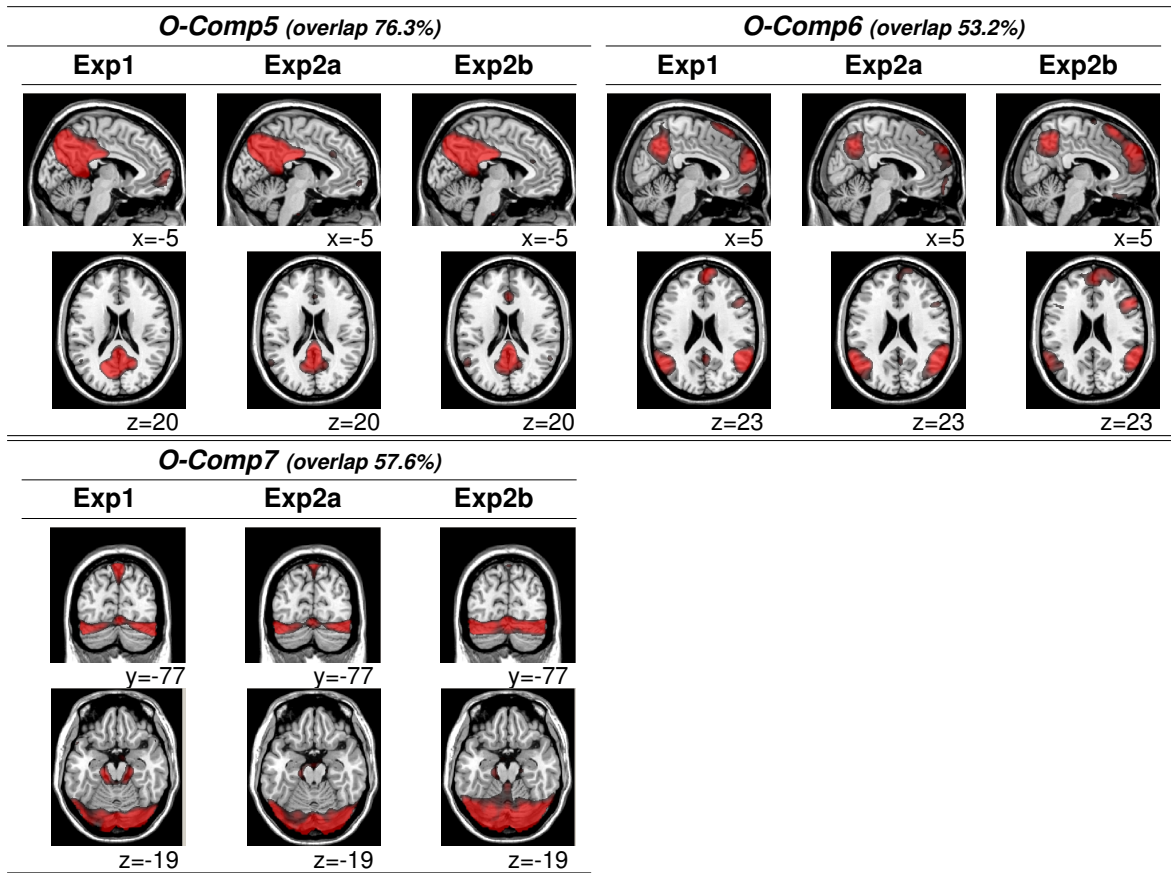 O-Comp5 (overlap 76.3%) O-Comp6 (overlap 53.2%)
Exp1 Exp2a Exp2b Exp1 Exp2a Exp2b
x=-5 x=-5 x=-5 x=5 x=5 x=5
z=20 z=20 z=20 z=23 z=23 z=23
O-Comp7 (overlap 57.6%)
Exp1 Exp2a Exp2b
y=-77 y=-77 y=-77
z=-19 z=-19 z=-19